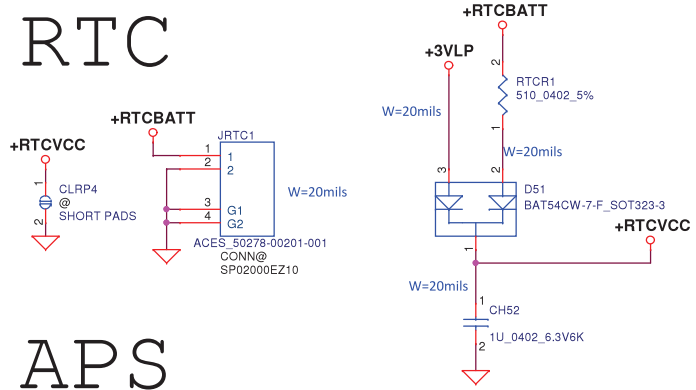 RTC
+RTCBATT
+3VLP
2
RTCR1
510_0402_5%
W=20mils
1
W=20mils
+RTCVCC
1
CLRP4
@
2
SHORT PADS
+RTCBATT
JRTC1
1
1
2
2
3
G1
4
G2
W=20mils
ACES_50278-00201-001
CONN@
SP02000EZ10
3
2
D51
BAT54CW-7-F_SOT323-3
+RTCVCC
1
W=20mils
1
CH52
1U_0402_6.3V6K
2
APS